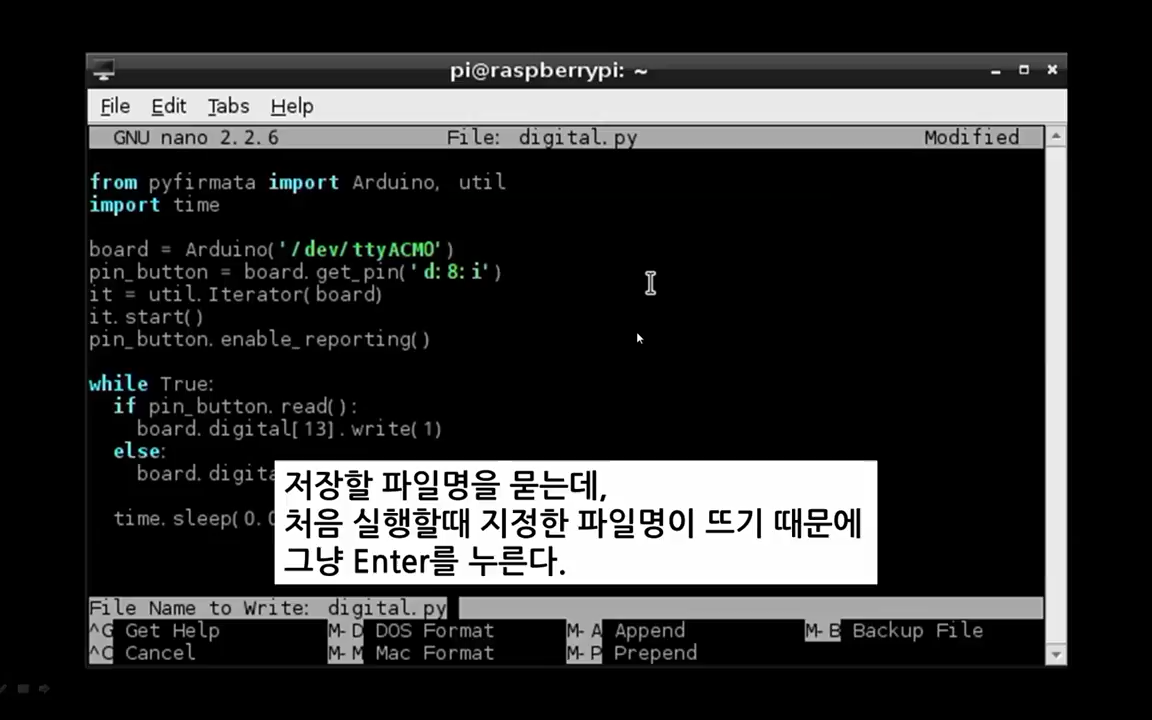 pi@raspberrypi: ~
File Edit Tabs Help
GNU nano 2.2.6 File: digital.py Modified
from pyfirmata import Arduino, util
import time
board = Arduino('/dev/ttyACM0')
pin_button = board.get_pin('d:8:i')
it = util.Iterator(board)
it.start()
pin_button.enable_reporting()
while True:
if pin_button.read():
board.digital[13].write(1)
else:
board.digita
time.sleep(0.0
저장할 파일명을 묻는데,
처음 실행할때 지정한 파일명이 뜨기 때문에
그냥 Enter를 누른다.
File Name to Write: digital.py
^G Get Help M-D DOS Format M-A Append M-B Backup File
^C Cancel M-M Mac Format M-P Prepend